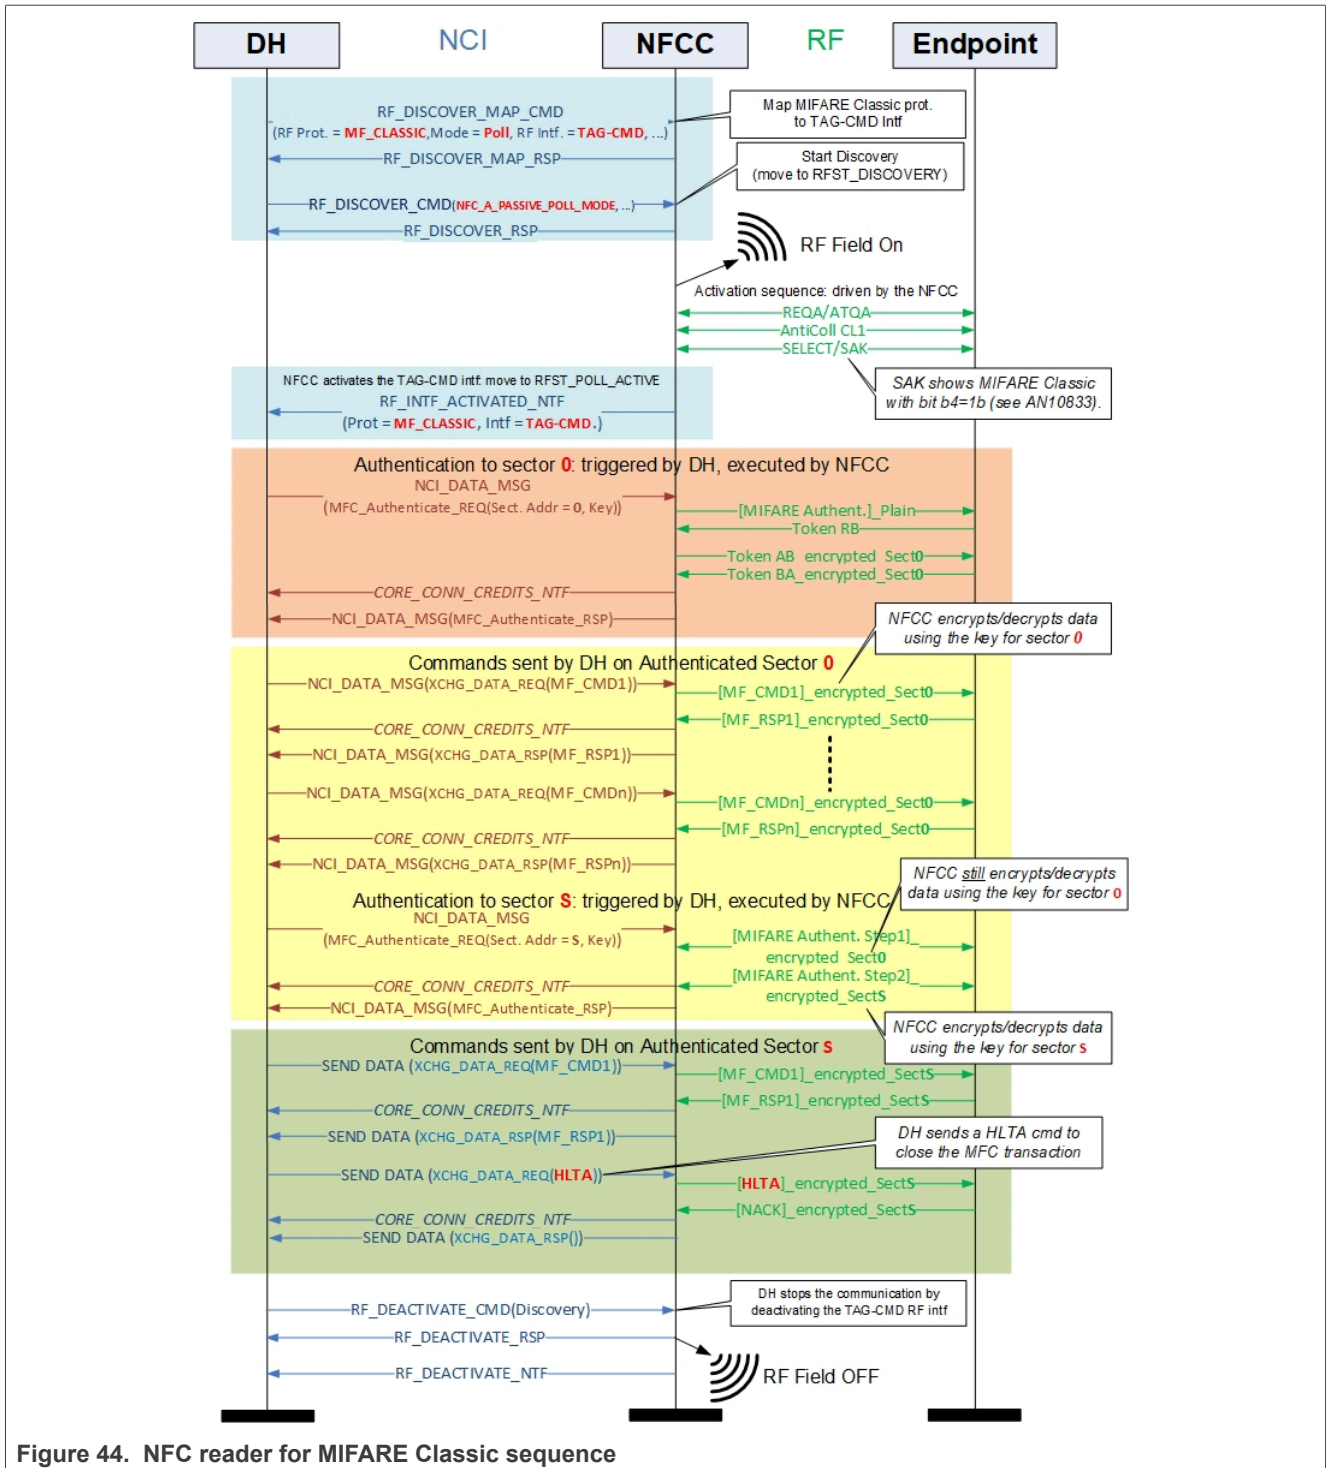 DH
NCI
NFCC
RF
Endpoint
RF_DISCOVER_MAP_CMD
(RF Prot. = MF_CLASSIC,Mode = Poll, RF Intf. = TAG-CMD, ...)
Map MIFARE Classic prot.
to TAG-CMD Intf
RF_DISCOVER_MAP_RSP
Start Discovery
(move to RFST_DISCOVERY)
RF_DISCOVER_CMD(NFC_A_PASSIVE_POLL_MODE, ...)
RF_DISCOVER_RSP
RF Field On
Activation sequence: driven by the NFCC
REQA/ATQA
AntiColl CL1
SELECT/SAK
SAK shows MIFARE Classic
with bit b4=1b (see AN10833).
NFCC activates the TAG-CMD intf: move to RFST_POLL_ACTIVE
RF_INTF_ACTIVATED_NTF
(Prot = MF_CLASSIC, Intf = TAG-CMD.)
Authentication to sector 0: triggered by DH, executed by NFCC
NCI_DATA_MSG
(MFC_Authenticate_REQ(Sect. Addr = 0, Key))
[MIFARE Authent.]_Plain
Token RB
Token AB_encrypted_Sect0
Token BA_encrypted_Sect0
CORE_CONN_CREDITS_NTF
NCI_DATA_MSG(MFC_Authenticate_RSP)
NFCC encrypts/decrypts data
using the key for sector 0
Commands sent by DH on Authenticated Sector 0
NCI_DATA_MSG(XCHG_DATA_REQ(MF_CMD1))
[MF_CMD1]_encrypted_Sect0
[MF_RSP1]_encrypted_Sect0
CORE_CONN_CREDITS_NTF
NCI_DATA_MSG(XCHG_DATA_RSP(MF_RSP1))
NCI_DATA_MSG(XCHG_DATA_REQ(MF_CMDn))
[MF_CMDn]_encrypted_Sect0
[MF_RSPn]_encrypted_Sect0
CORE_CONN_CREDITS_NTF
NCI_DATA_MSG(XCHG_DATA_RSP(MF_RSPn))
NFCC still encrypts/decrypts
data using the key for sector 0
Authentication to sector S: triggered by DH, executed by NFCC
NCI_DATA_MSG
(MFC_Authenticate_REQ(Sect. Addr = S, Key))
[MIFARE Authent. Step1]_
encrypted_Sect0
[MIFARE Authent. Step2]_
encrypted_SectS
CORE_CONN_CREDITS_NTF
NCI_DATA_MSG(MFC_Authenticate_RSP)
NFCC encrypts/decrypts data
using the key for sector S
Commands sent by DH on Authenticated Sector S
SEND DATA (XCHG_DATA_REQ(MF_CMD1))
[MF_CMD1]_encrypted_SectS
[MF_RSP1]_encrypted_SectS
CORE_CONN_CREDITS_NTF
SEND DATA (XCHG_DATA_RSP(MF_RSP1))
DH sends a HLTA cmd to
close the MFC transaction
SEND DATA (XCHG_DATA_REQ(HLTA))
[HLTA]_encrypted_SectS
[NACK]_encrypted_SectS
CORE_CONN_CREDITS_NTF
SEND DATA (XCHG_DATA_RSP())
DH stops the communication by
deactivating the TAG-CMD RF intf
RF_DEACTIVATE_CMD(Discovery)
RF_DEACTIVATE_RSP
RF_DEACTIVATE_NTF
RF Field OFF
Figure 44. NFC reader for MIFARE Classic sequence